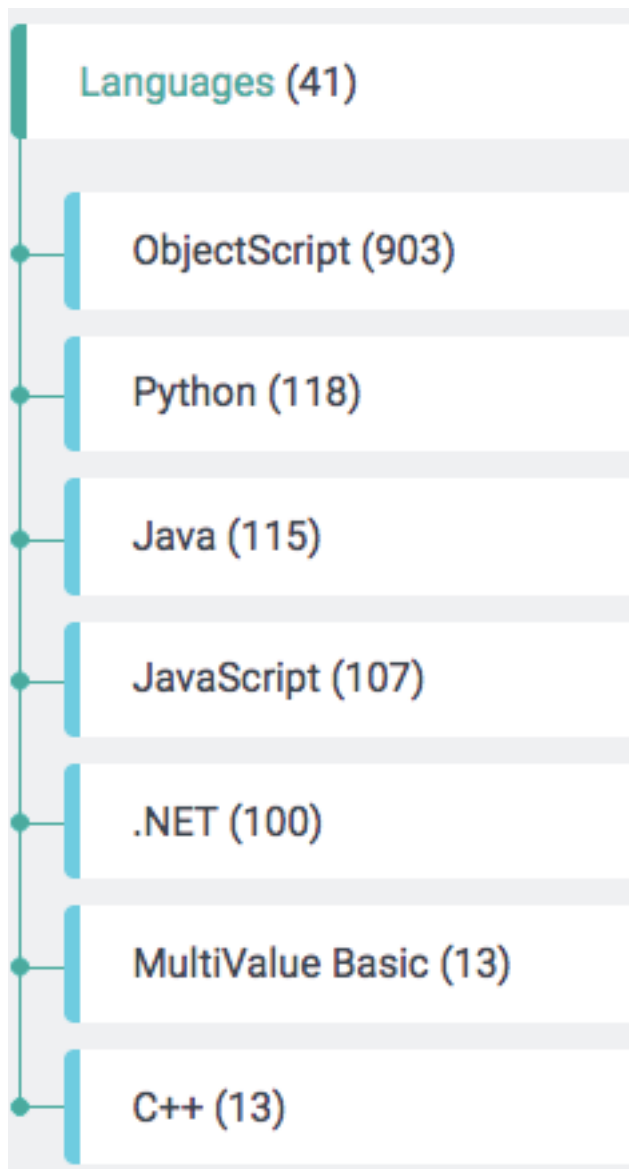 Languages (41)
ObjectScript (903)
Python (118)
Java (115)
JavaScript (107)
.NET (100)
MultiValue Basic (13)
C++ (13)